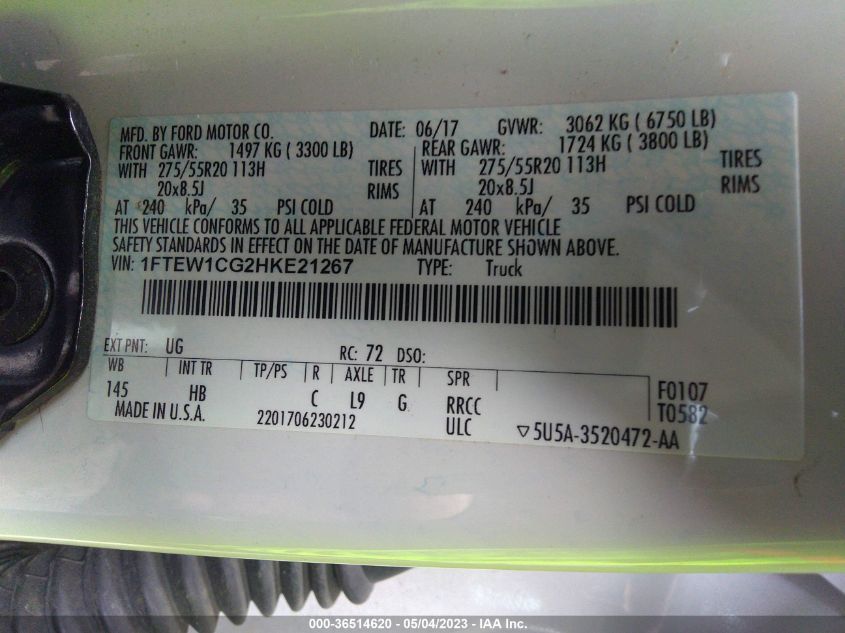 MFD. BY FORD MOTOR CO. DATE: 06/17 GVWR: 3062 KG ( 6750 LB)
FRONT GAWR: 1497 KG ( 3300 LB) REAR GAWR: 1724 KG ( 3800 LB)
WITH 275/55R20 113H TIRES WITH 275/55R20 113H TIRES
20x8.5J RIMS 20x8.5J RIMS
AT 240 kPa/ 35 PSI COLD AT 240 kPa/ 35 PSI COLD
THIS VEHICLE CONFORMS TO ALL APPLICABLE FEDERAL MOTOR VEHICLE
SAFETY STANDARDS IN EFFECT ON THE DATE OF MANUFACTURE SHOWN ABOVE.
VIN: 1FTEW1CG2HKE21267 TYPE: Truck
EXT PNT: UG RC: 72 DSO:
WB INT TR TP/PS R AXLE TR SPR F0107
145 HB C L9 G RRCC T0582
MADE IN U.S.A. 2201706230212 ULC ▽5U5A-3520472-AA
000-36514620 - 05/04/2023 - IAA Inc.